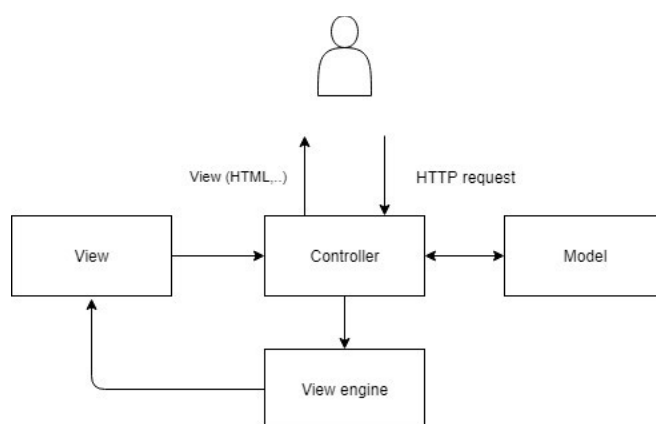 View (HTML,..)
HTTP request
View
Controller
Model
View engine